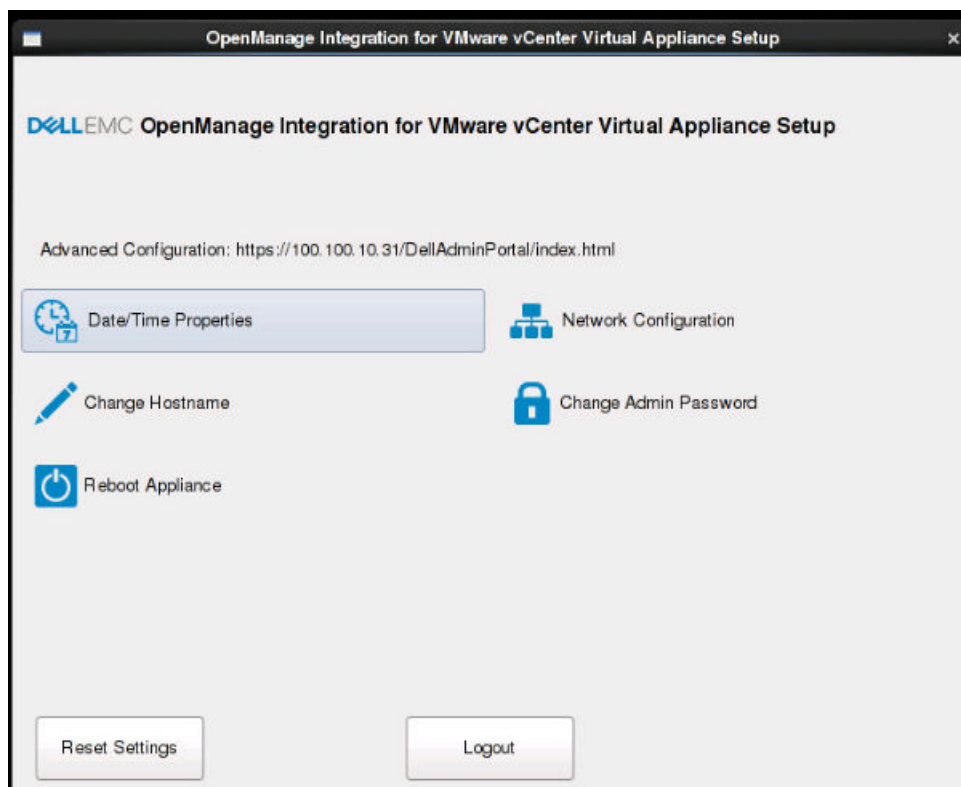 OpenManage Integration for VMware vCenter Virtual Appliance Setup
DELLEMC OpenManage Integration for VMware vCenter Virtual Appliance Setup
Advanced Configuration: https://100.100.10.31/DellAdminPortal/index.html
7 Date/Time Properties
Network Configuration
Change Hostname
Change Admin Password
Reboot Appliance
Reset Settings
Logout